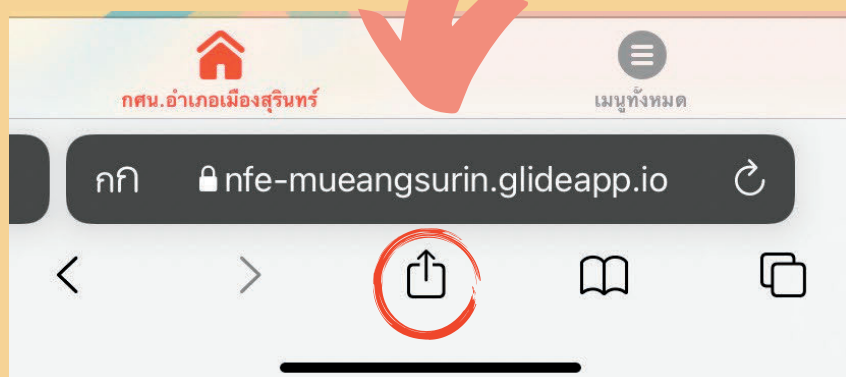 กศน.อำเภอเมืองสุรินทร์
เมนูทั้งหมด
กก nfe-mueangsurin.glideapp.io